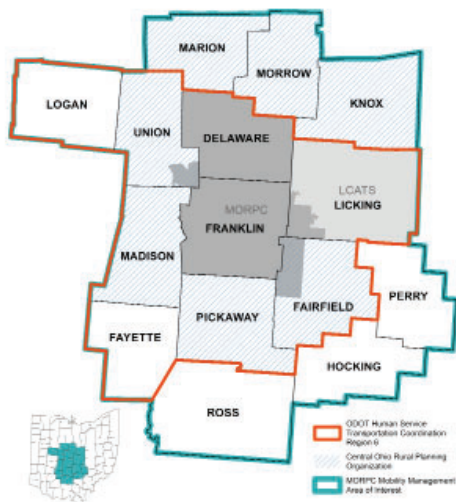 MARION
MORROW
LOGAN
KNOX
UNION
DELAWARE
LCATS
LICKING
MORPC
FRANKLIN
MADISON
PERRY
FAIRFIELD
PICKAWAY
FAYETTE
HOCKING
ROSS
ODOT Human Service
Transportation Coordination
Region 6
Central Ohio Rural Planning
Organization
MORPC Mobility Management
Area of Interest